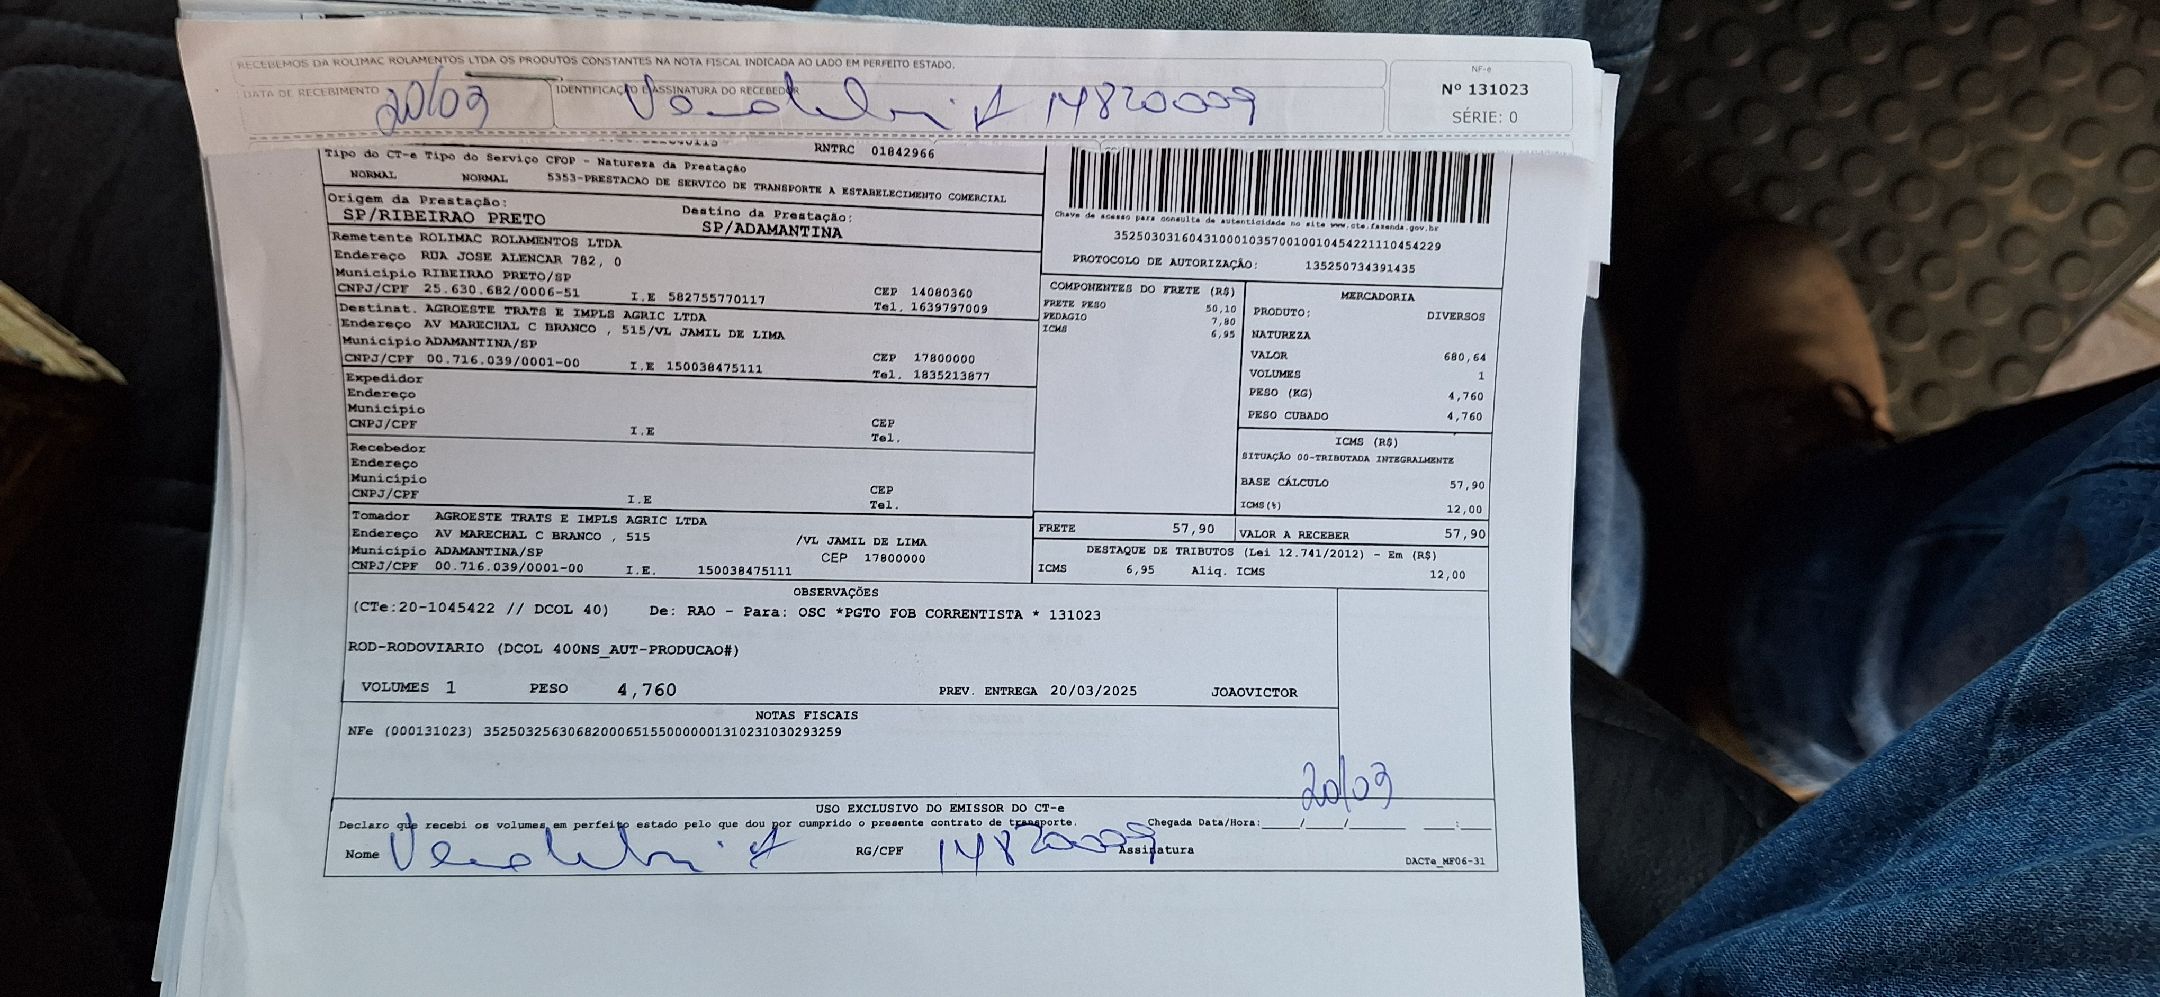 RECEBEMOS DA ROLIMAC ROLAMENTOS LTDA OS PRODUTOS CONSTANTES NA NOTA FISCAL INDICADA AO LADO EM PERFEITO ESTADO.
DATA DE RECEBIMENTO 20/03
IDENTIFICAÇÃO E ASSINATURA DO RECEBEDOR 14820009
NF-e
Nº 131023
SÉRIE: 0
RNTRC 01842966
Tipo do CT-e Tipo do Serviço CFOP - Natureza da Prestação
NORMAL NORMAL 5353-PRESTACAO DE SERVICO DE TRANSPORTE A ESTABELECIMENTO COMERCIAL
Origem da Prestação: Destino da Prestação:
SP/RIBEIRAO PRETO SP/ADAMANTINA
Chave de acesso para consulta de autenticidade no site www.cte.fazenda.gov.br
35250303160431000103570010010454221110454229
PROTOCOLO DE AUTORIZAÇÃO: 135250734391435
Remetente ROLIMAC ROLAMENTOS LTDA
Endereço RUA JOSE ALENCAR 782, 0
Município RIBEIRAO PRETO/SP
CNPJ/CPF 25.630.682/0006-51 I.E 582755770117 CEP 14080360
Tel. 1639797009
Destinat. AGROESTE TRATS E IMPLS AGRIC LTDA
Endereço AV MARECHAL C BRANCO , 515/VL JAMIL DE LIMA
Município ADAMANTINA/SP
CNPJ/CPF 00.716.039/0001-00 I.E 150038475111 CEP 17800000
Tel. 1835213877
Expedidor
Endereço
Município
CNPJ/CPF I.E CEP
Tel.
Recebedor
Endereço
Município
CNPJ/CPF I.E CEP
Tel.
Tomador AGROESTE TRATS E IMPLS AGRIC LTDA
Endereço AV MARECHAL C BRANCO , 515 /VL JAMIL DE LIMA
Município ADAMANTINA/SP CEP 17800000
CNPJ/CPF 00.716.039/0001-00 I.E. 150038475111
COMPONENTES DO FRETE (R$)
FRETE PESO 50,10
PEDAGIO 7,80
ICMS 6,95
MERCADORIA
PRODUTO: DIVERSOS
NATUREZA
VALOR 680,64
VOLUMES 1
PESO (KG) 4,760
PESO CUBADO 4,760
ICMS (R$)
SITUAÇÃO 00-TRIBUTADA INTEGRALMENTE
BASE CÁLCULO 57,90
ICMS(%) 12,00
FRETE 57,90 VALOR A RECEBER 57,90
DESTAQUE DE TRIBUTOS (Lei 12.741/2012) - Em (R$)
ICMS 6,95 Aliq. ICMS 12,00
OBSERVAÇÕES
(CTe:20-1045422 // DCOL 40) De: RAO - Para: OSC *PGTO FOB CORRENTISTA * 131023
ROD-RODOVIARIO (DCOL 400NS_AUT-PRODUCAO#)
VOLUMES 1 PESO 4,760 PREV. ENTREGA 20/03/2025 JOAOVICTOR
NOTAS FISCAIS
NFe (000131023) 35250325630682000651550000001310231030293259
20/03
USO EXCLUSIVO DO EMISSOR DO CT-e
Declaro que recebi os volumes em perfeito estado pelo que dou por cumprido o presente contrato de transporte. Chegada Data/Hora:____/____/______ ___:___
Nome RG/CPF 14820009 Assinatura
DACTe_MF06-31